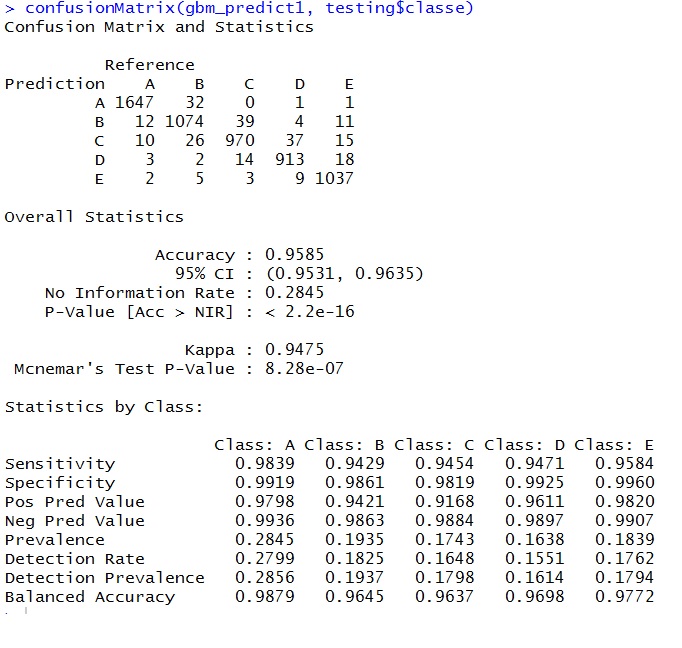 > confusionMatrix(gbm_predict1, testing$classe)
Confusion Matrix and Statistics
Reference
Prediction A B C D E
A 1647 32 0 1 1
B 12 1074 39 4 11
C 10 26 970 37 15
D 3 2 14 913 18
E 2 5 3 9 1037
Overall Statistics
Accuracy : 0.9585
95% CI : (0.9531, 0.9635)
No Information Rate : 0.2845
P-Value [Acc > NIR] : < 2.2e-16
Kappa : 0.9475
Mcnemar's Test P-Value : 8.28e-07
Statistics by Class:
Class: A Class: B Class: C Class: D Class: E
Sensitivity 0.9839 0.9429 0.9454 0.9471 0.9584
Specificity 0.9919 0.9861 0.9819 0.9925 0.9960
Pos Pred Value 0.9798 0.9421 0.9168 0.9611 0.9820
Neg Pred Value 0.9936 0.9863 0.9884 0.9897 0.9907
Prevalence 0.2845 0.1935 0.1743 0.1638 0.1839
Detection Rate 0.2799 0.1825 0.1648 0.1551 0.1762
Detection Prevalence 0.2856 0.1937 0.1798 0.1614 0.1794
Balanced Accuracy 0.9879 0.9645 0.9637 0.9698 0.9772